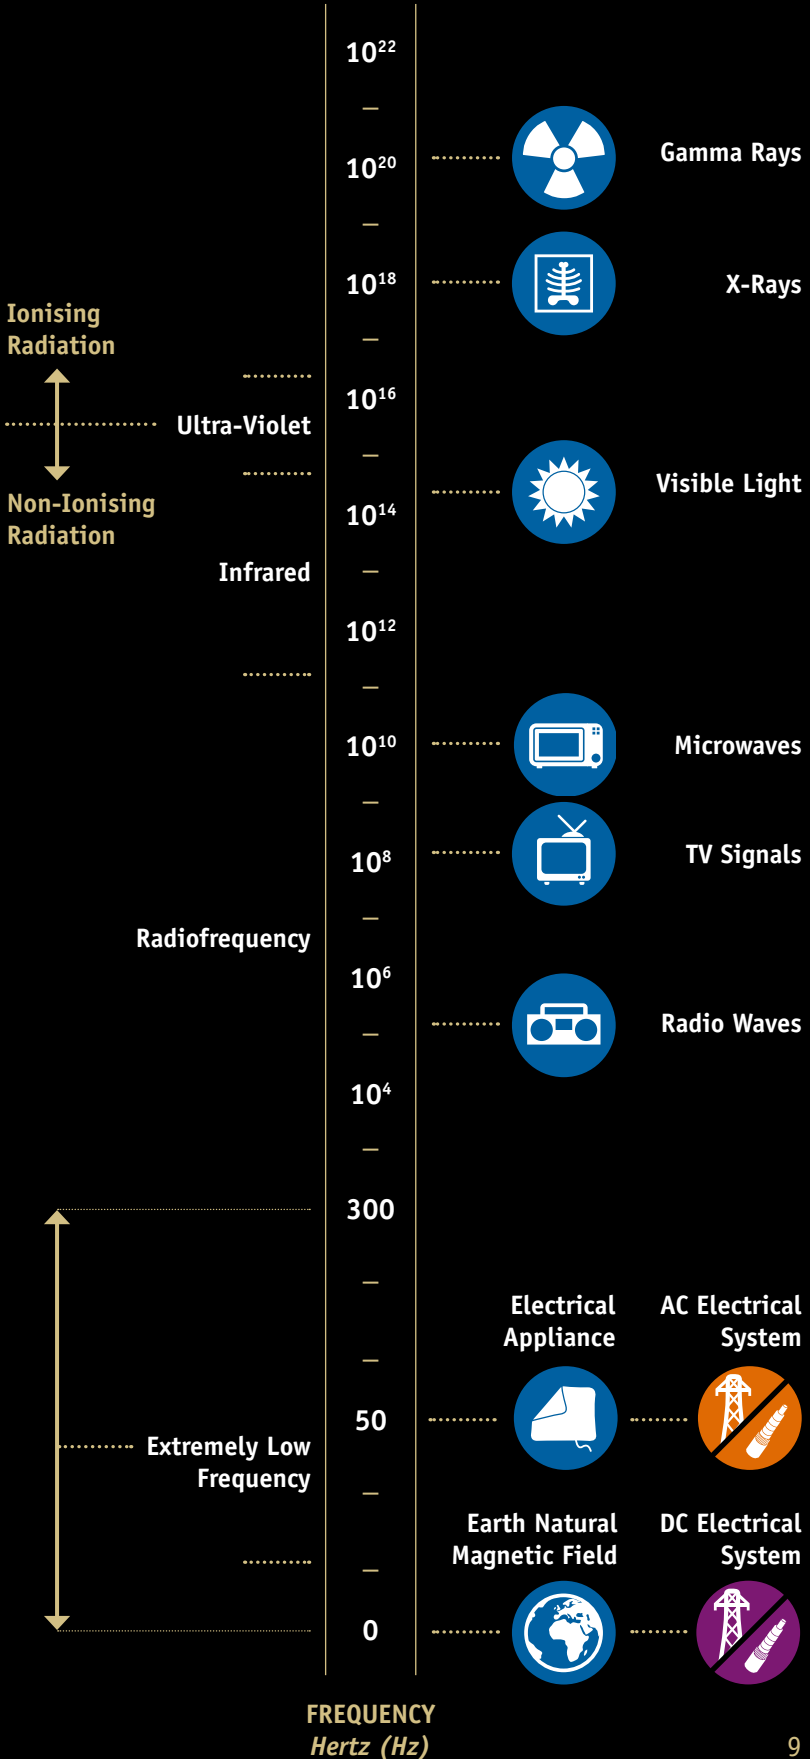 10²²
Gamma Rays
10²⁰
10¹⁸
X-Rays
Ionising
Radiation
10¹⁶
Ultra-Violet
Visible Light
Non-Ionising
Radiation
10¹⁴
Infrared
10¹²
10¹⁰
Microwaves
TV Signals
10⁸
Radiofrequency
10⁶
Radio Waves
10⁴
300
Electrical
Appliance
AC Electrical
System
50
Extremely Low
Frequency
Earth Natural
Magnetic Field
DC Electrical
System
0
FREQUENCY
Hertz (Hz)
9